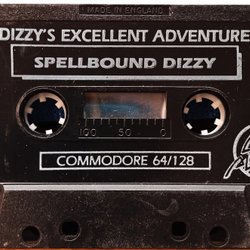 MADE IN ENGLAND
DIZZY'S EXCELLENT ADVENTURE
SPELLBOUND DIZZY
100 50 0
COMMODORE 64/128